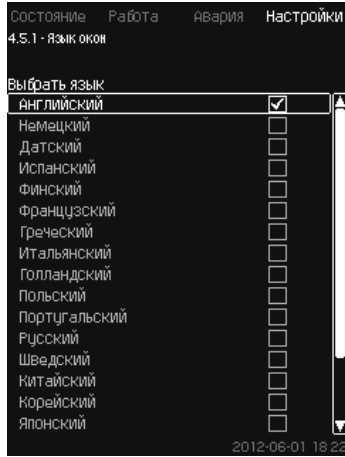 Состояние Работа Авария Настройки
4.5.1 - Язык окон
Выбрать язык
Английский
Немецкий
Датский
Испанский
Финский
Французский
Греческий
Итальянский
Голландский
Польский
Португальский
Русский
Шведский
Китайский
Корейский
Японский
2012-06-01 18:22